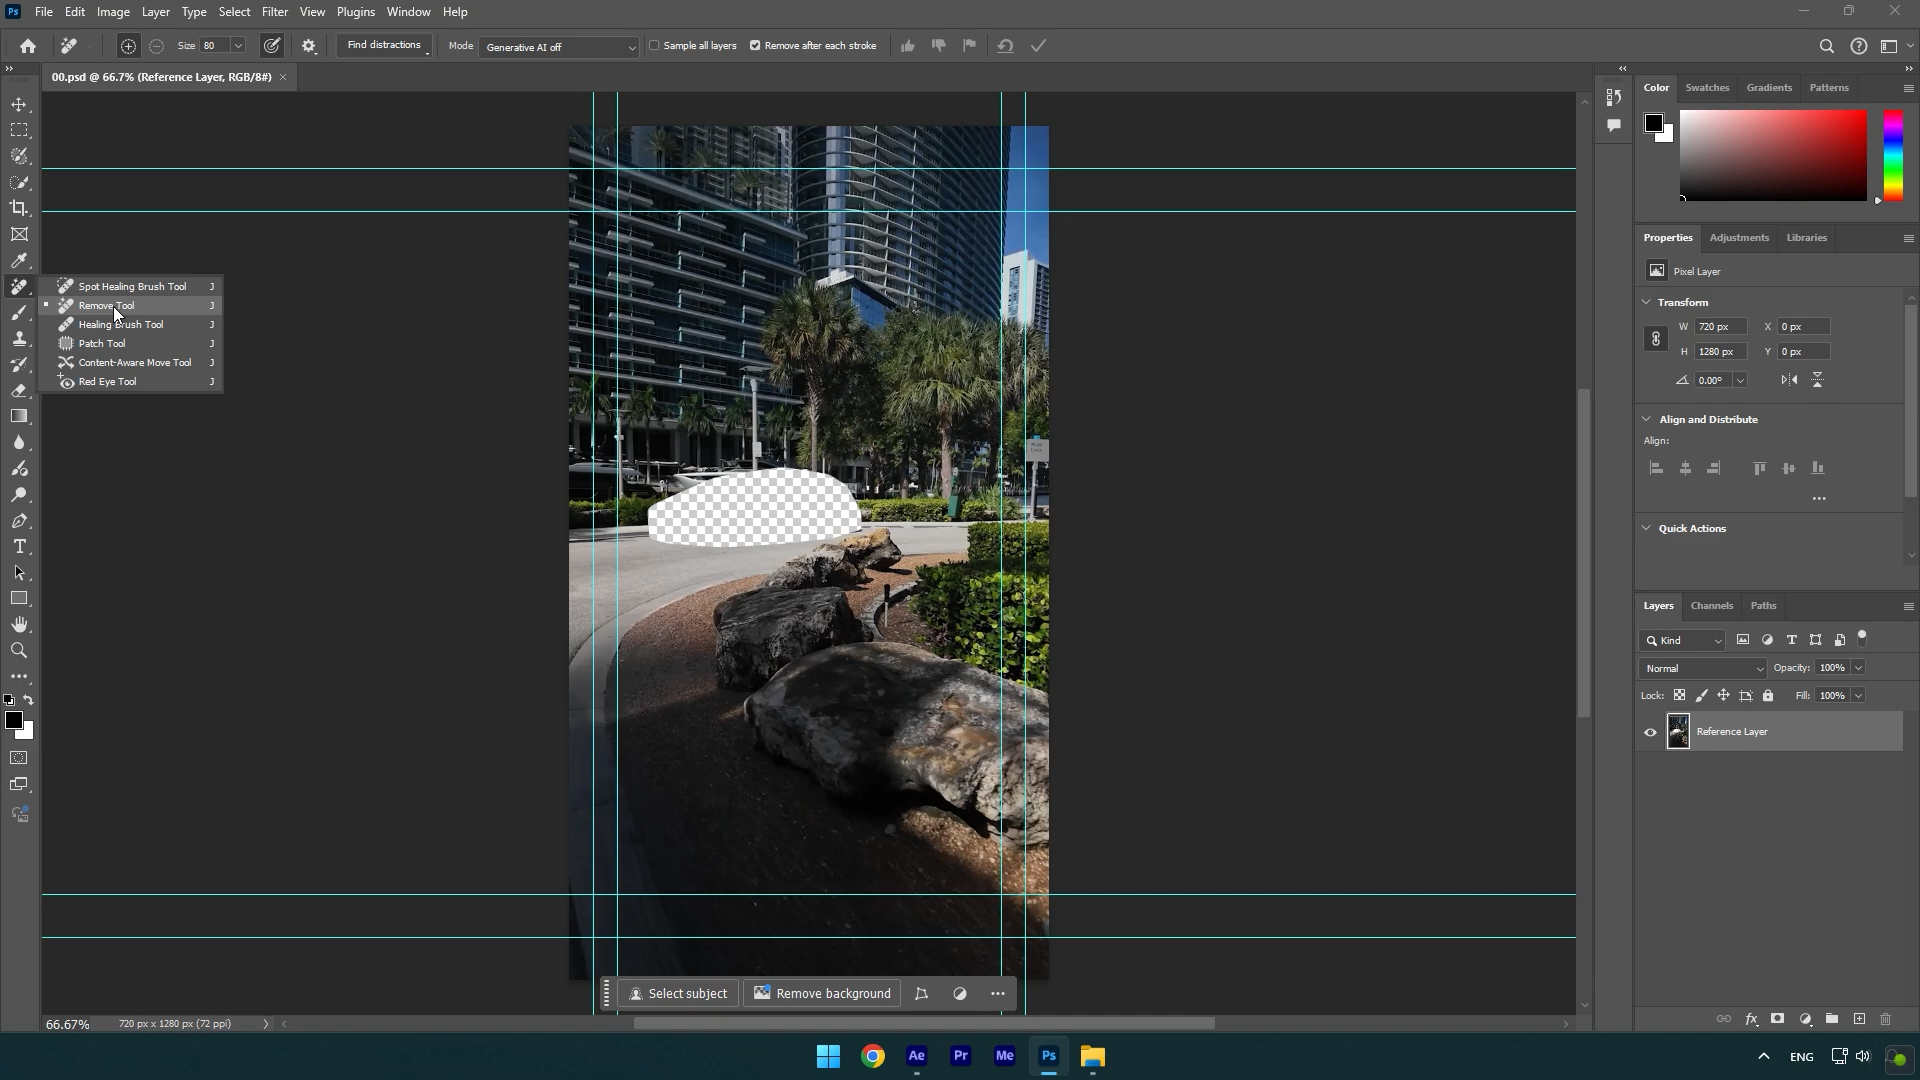 Ps File Edit Image Layer Type Select Filter View Plugins Window Help
Size 80 Find distractions Mode Generative AI off Sample all layers Remove after each stroke
00.psd @ 66.7% (Reference Layer, RGB/8#)
Spot Healing Brush Tool J
Remove Tool J
Healing Brush Tool J
Patch Tool J
Content-Aware Move Tool J
Red Eye Tool J
Color Swatches Gradients Patterns
Properties Adjustments Libraries
Pixel Layer
Transform
W 720 px X 0 px
H 1280 px Y 0 px
0.00°
Align and Distribute
Align:
Quick Actions
Layers Channels Paths
Kind
Normal Opacity: 100%
Lock: Fill: 100%
Reference Layer
Select subject Remove background
66.67% 720 px x 1280 px (72 ppi)
Ae Pr Me Ps ENG